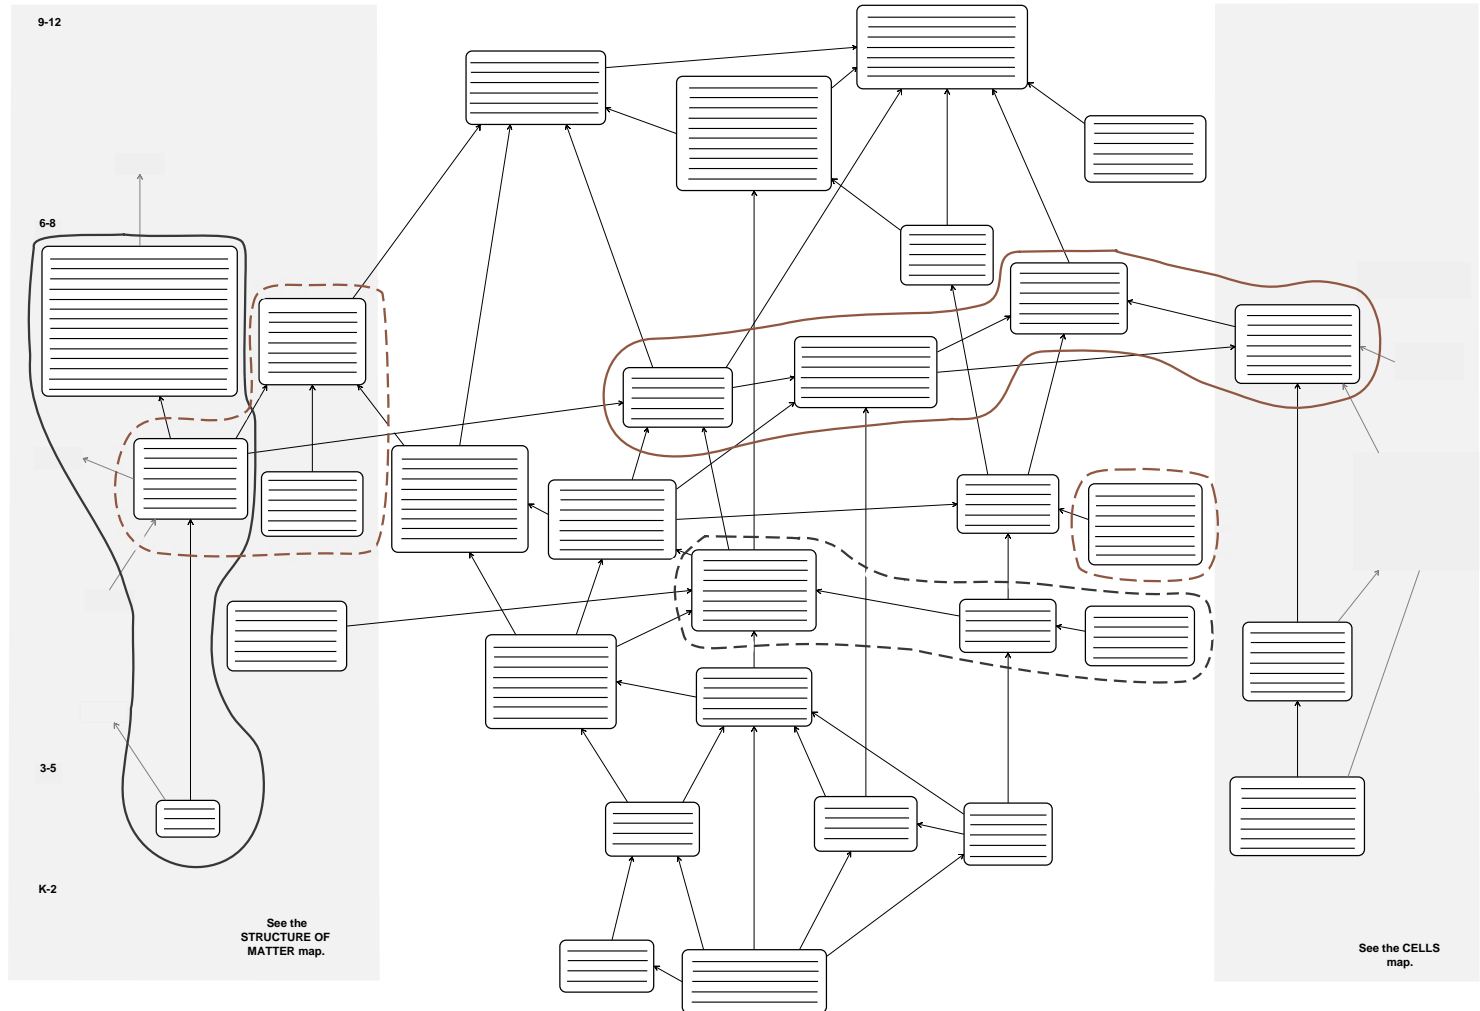 9-12
6-8
3-5
K-2
See the
STRUCTURE OF
MATTER map.
See the CELLS
map.